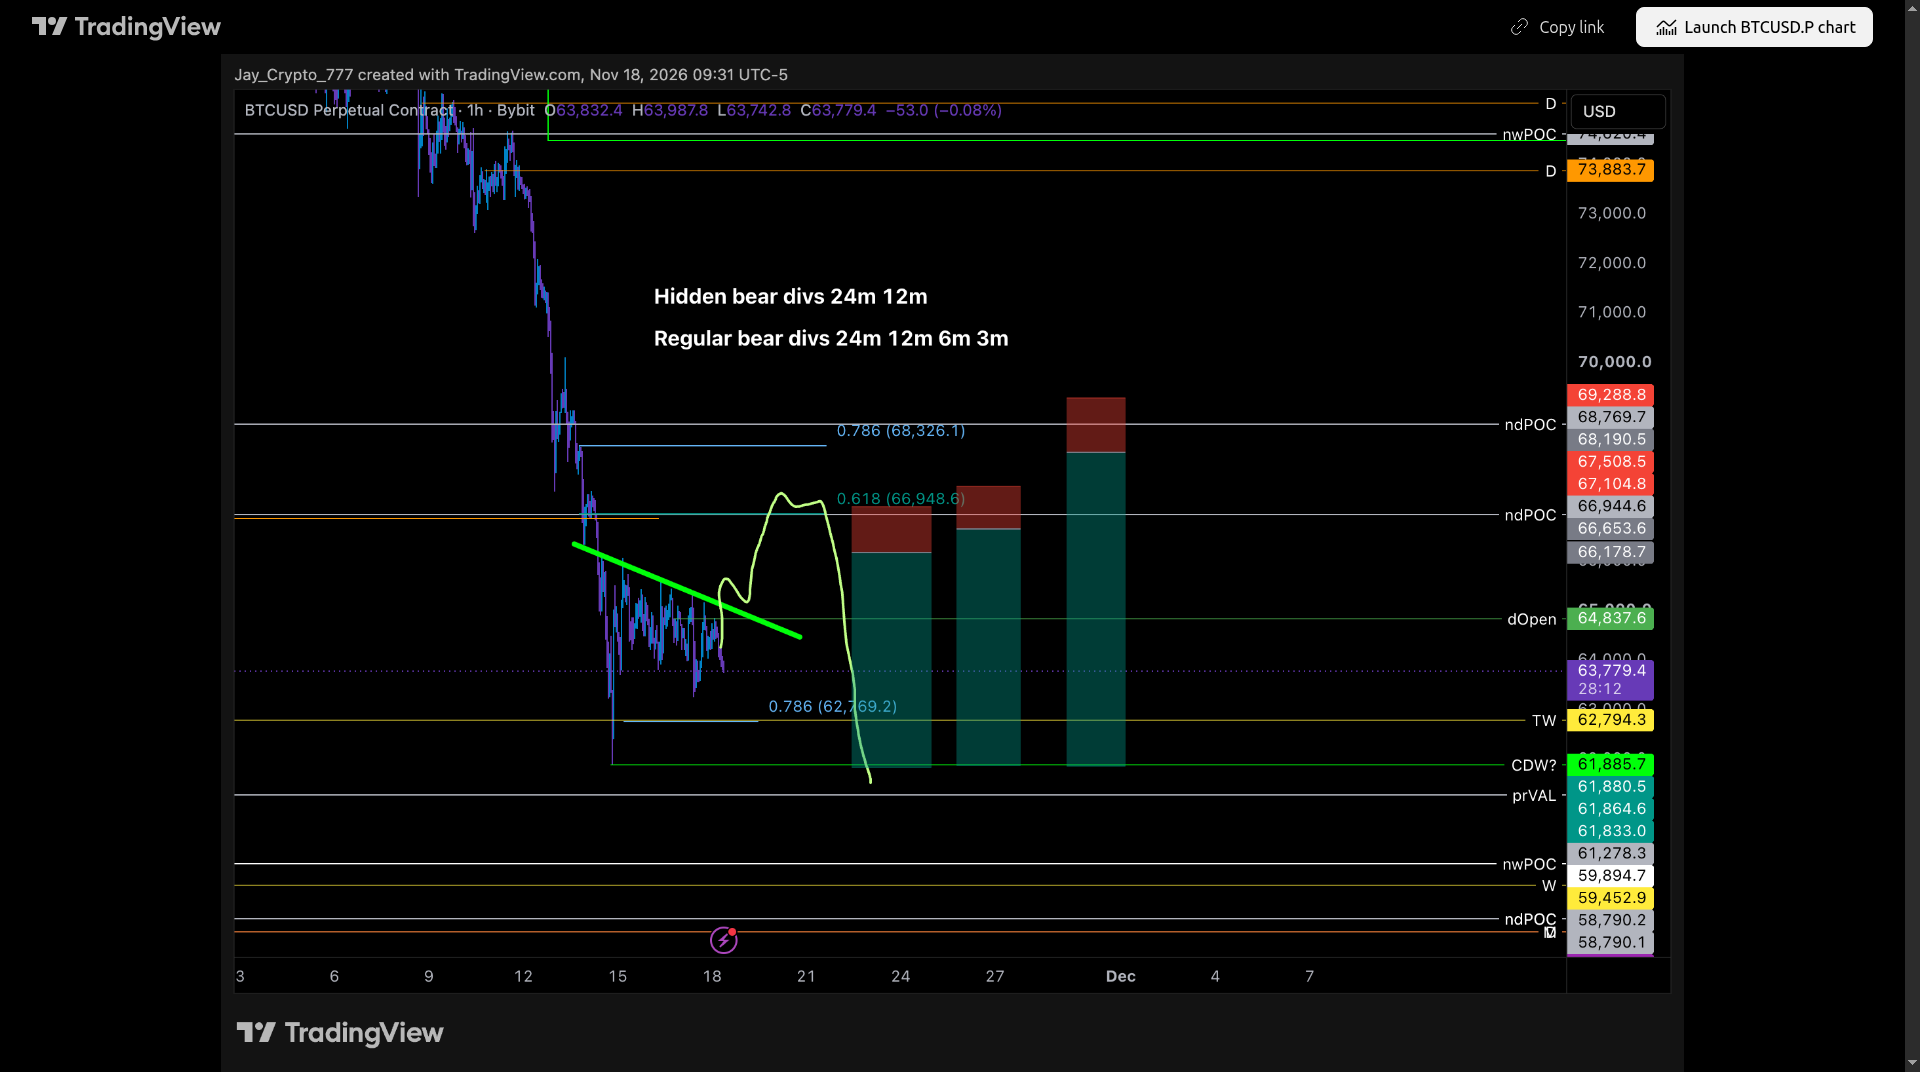 TradingView
Copy link
Launch BTCUSD.P chart
Jay_Crypto_777 created with TradingView.com, Nov 18, 2026 09:31 UTC-5
BTCUSD Perpetual Contract · 1h · Bybit O63,832.4 H63,987.8 L63,742.8 C63,779.4 −53.0 (−0.08%)
USD
D
nwPOC
D 73,883.7
73,000.0
72,000.0
Hidden bear divs 24m 12m
71,000.0
Regular bear divs 24m 12m 6m 3m
70,000.0
69,288.8
68,769.7
ndPOC
0.786 (68,326.1)
68,190.5
67,508.5
67,104.8
0.618 (66,948.6)
66,944.6
ndPOC
66,653.6
66,178.7
dOpen 64,837.6
63,779.4
28:12
0.786 (62,769.2)
TW 62,794.3
CDW? 61,885.7
61,880.5
prVAL
61,864.6
61,833.0
61,278.3
nwPOC
59,894.7
W
59,452.9
ndPOC 58,790.2
58,790.1
3 6 9 12 15 18 21 24 27 Dec 4 7
TradingView